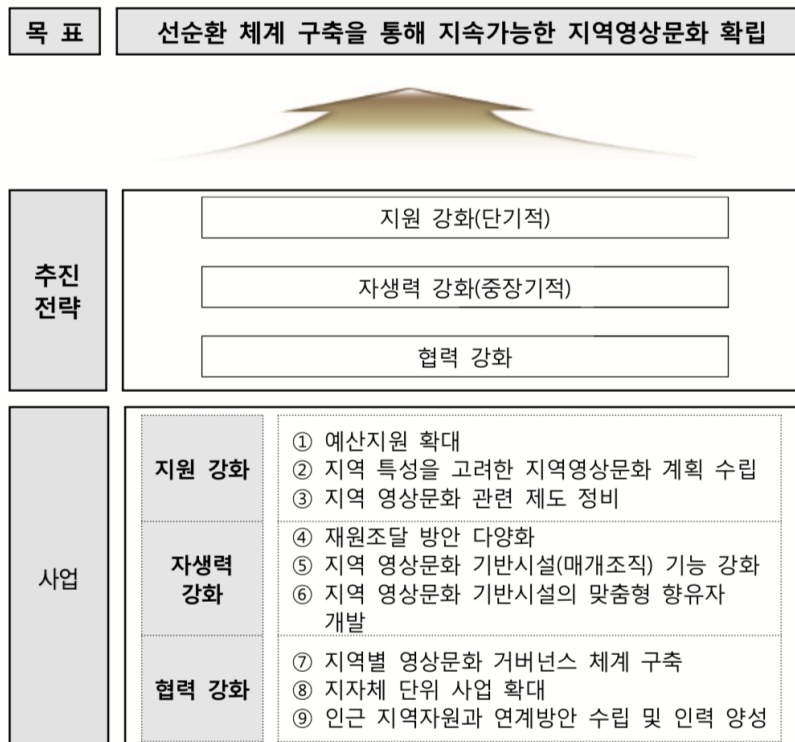 목 표
선순환 체계 구축을 통해 지속가능한 지역영상문화 확립
추진
전략
지원 강화(단기적)
자생력 강화(중장기적)
협력 강화
사업
지원 강화
① 예산지원 확대
② 지역 특성을 고려한 지역영상문화 계획 수립
③ 지역 영상문화 관련 제도 정비
자생력
강화
④ 재원조달 방안 다양화
⑤ 지역 영상문화 기반시설(매개조직) 기능 강화
⑥ 지역 영상문화 기반시설의 맞춤형 향유자
개발
협력 강화
⑦ 지역별 영상문화 거버넌스 체계 구축
⑧ 지자체 단위 사업 확대
⑨ 인근 지역자원과 연계방안 수립 및 인력 양성